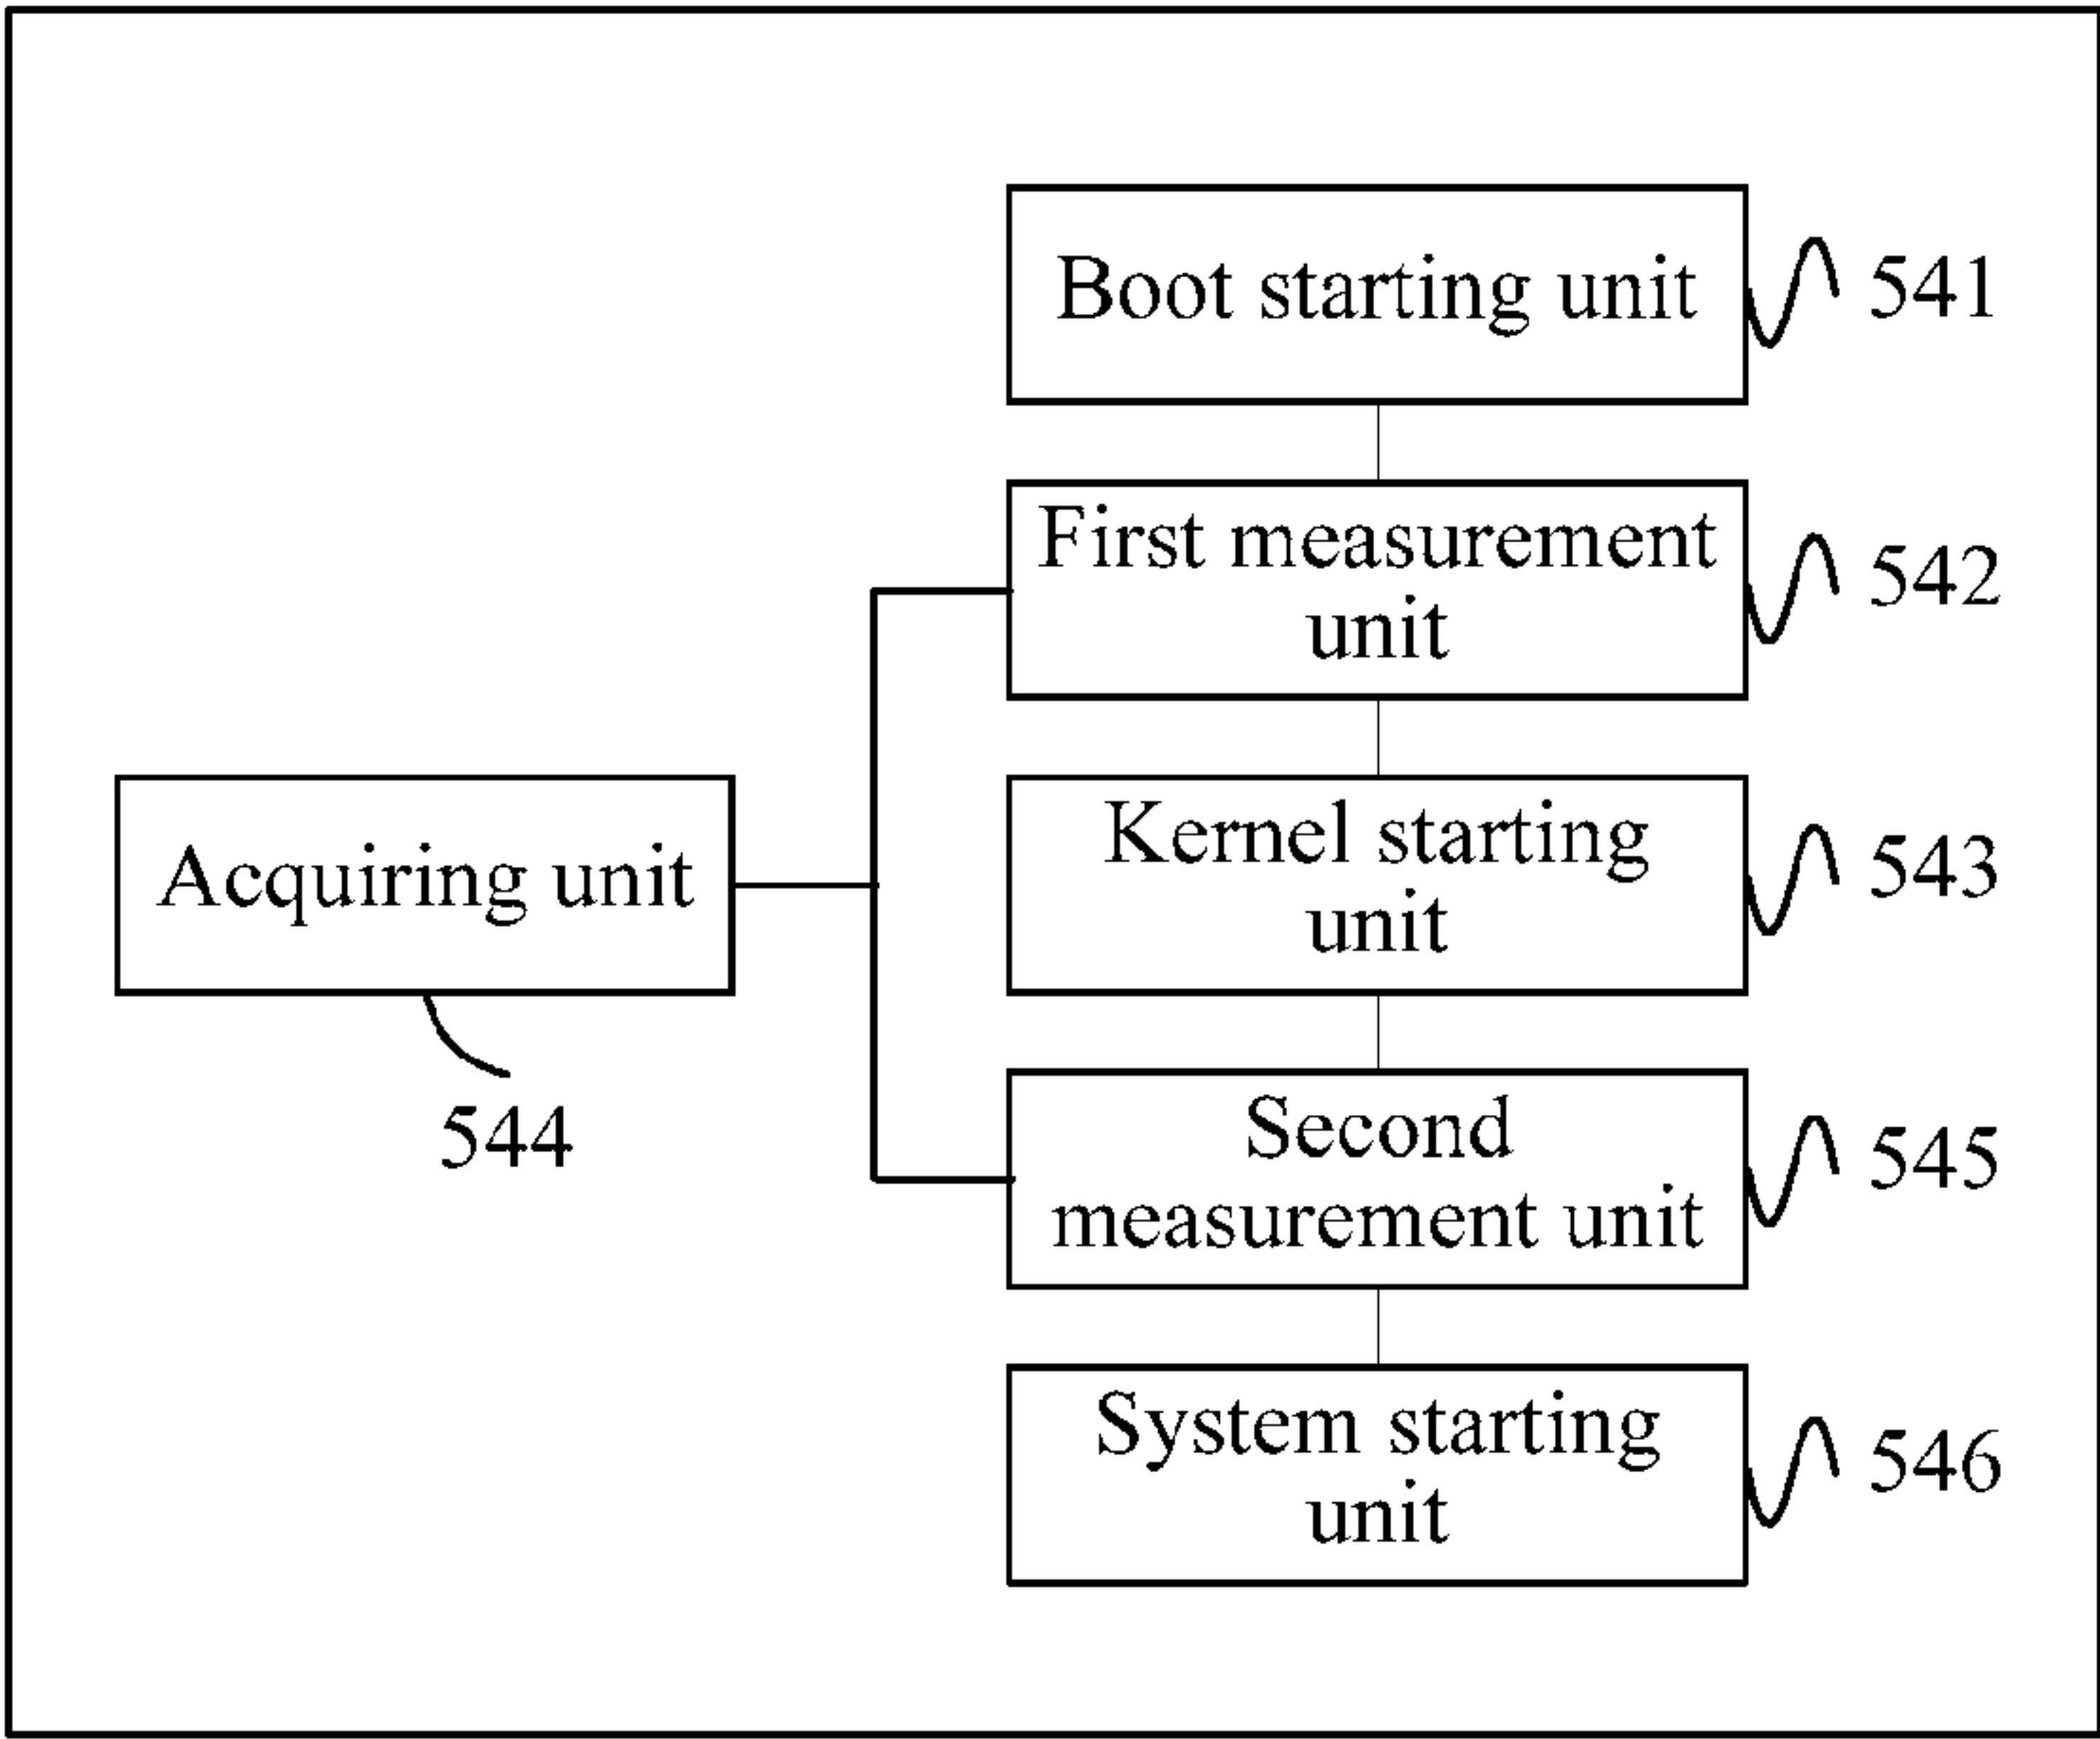 Boot starting unit
541
First measurement
unit
542
Kernel starting
unit
543
Acquiring unit
544
Second
measurement unit
545
System starting
unit
546